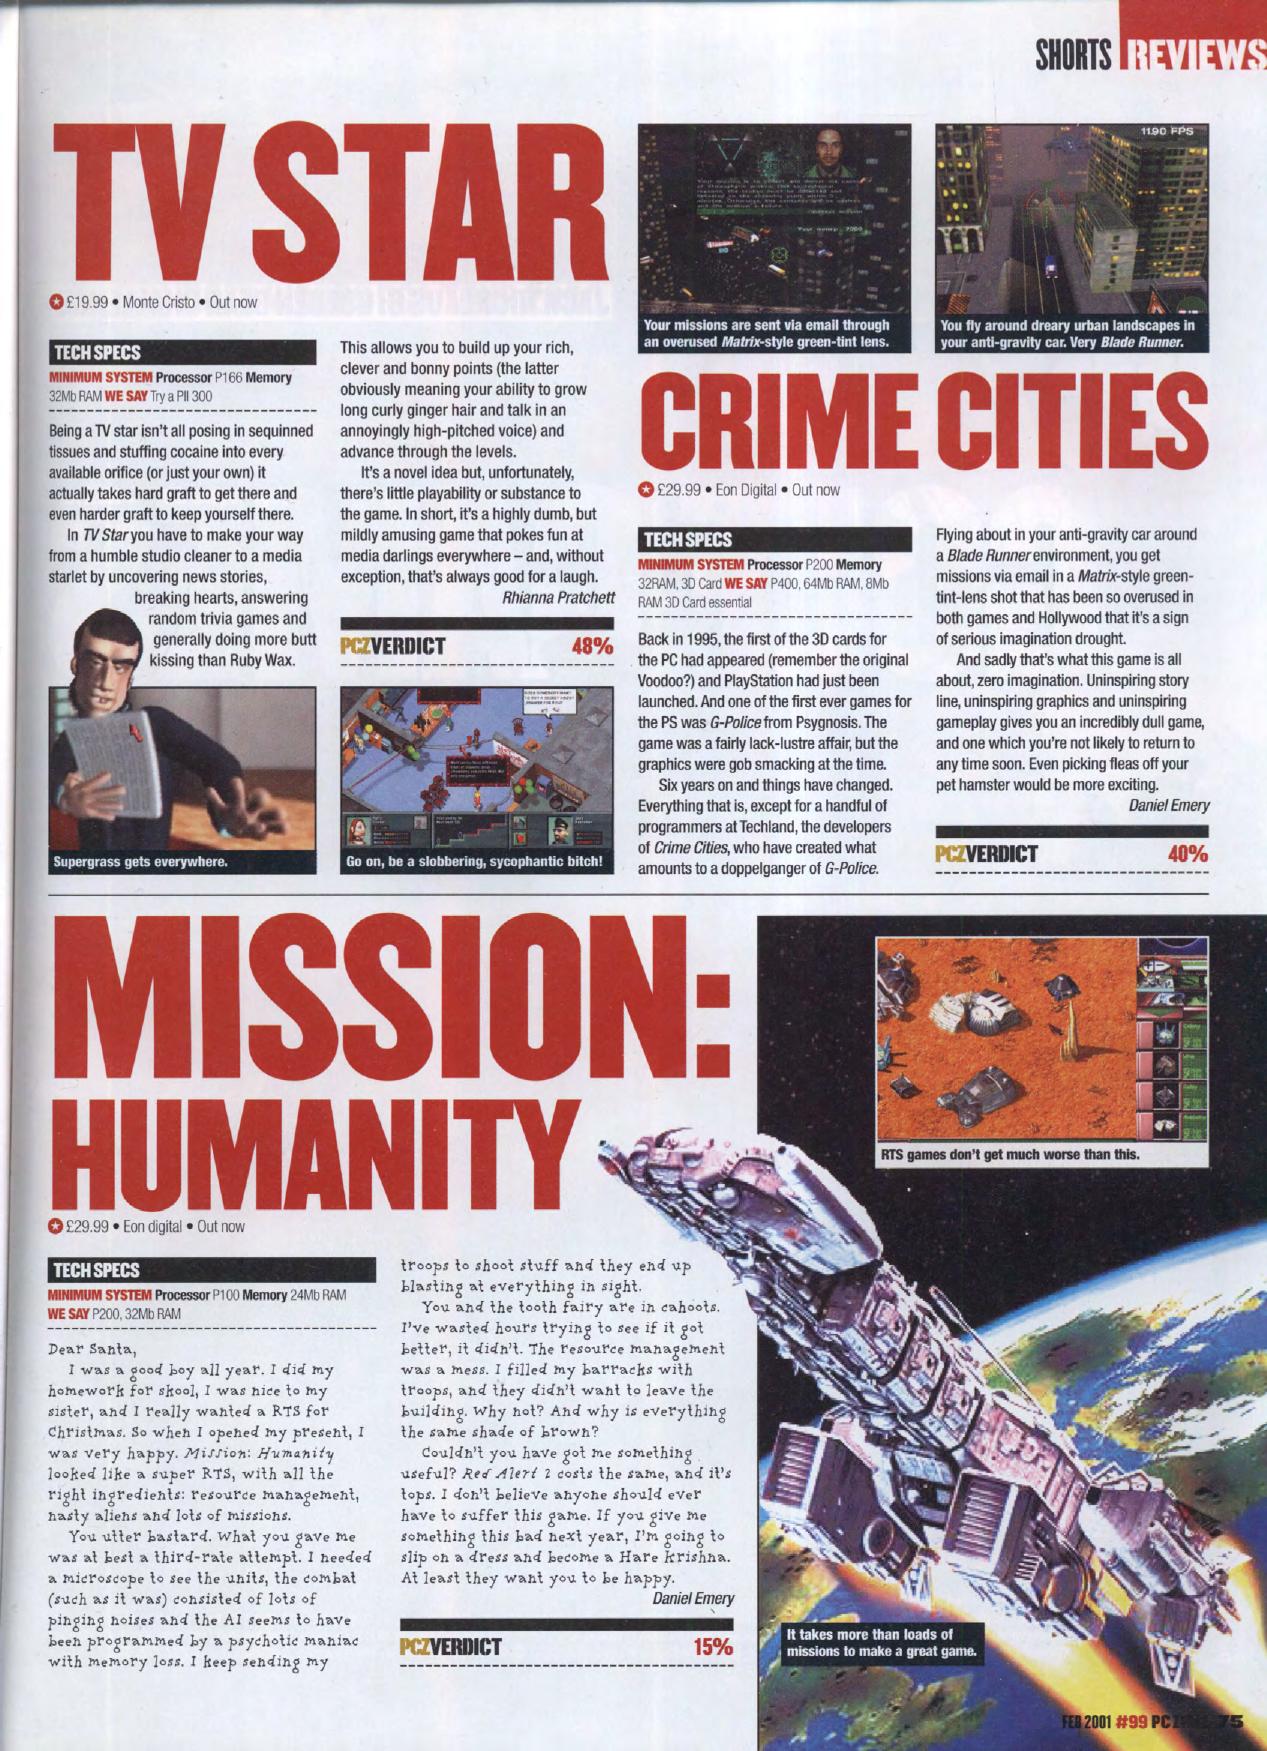 SHORTS REVIEWS
TV STAR
£19.99 • Monte Cristo • Out now
TECH SPECS
MINIMUM SYSTEM Processor P166 Memory
32Mb RAM WE SAY Try a PII 300
Being a TV star isn't all posing in sequinned
tissues and stuffing cocaine into every
available orifice (or just your own) it
actually takes hard graft to get there and
even harder graft to keep yourself there.
In TV Star you have to make your way
from a humble studio cleaner to a media
starlet by uncovering news stories,
breaking hearts, answering
random trivia games and
generally doing more butt
kissing than Ruby Wax.
Supergrass gets everywhere.
This allows you to build up your rich,
clever and bonny points (the latter
obviously meaning your ability to grow
long curly ginger hair and talk in an
annoyingly high-pitched voice) and
advance through the levels.
It's a novel idea but, unfortunately,
there's little playability or substance to
the game. In short, it's a highly dumb, but
mildly amusing game that pokes fun at
media darlings everywhere – and, without
exception, that's always good for a laugh.
Rhianna Pratchett
PCZVERDICT 48%
Go on, be a slobbering, sycophantic bitch!
Your missions are sent via email through
an overused Matrix-style green-tint lens.
1190 FPS
You fly around dreary urban landscapes in
your anti-gravity car. Very Blade Runner.
CRIME CITIES
£29.99 • Eon Digital • Out now
TECH SPECS
MINIMUM SYSTEM Processor P200 Memory
32RAM, 3D Card WE SAY P400, 64Mb RAM, 8Mb
RAM 3D Card essential
Back in 1995, the first of the 3D cards for
the PC had appeared (remember the original
Voodoo?) and PlayStation had just been
launched. And one of the first ever games for
the PS was G-Police from Psygnosis. The
game was a fairly lack-lustre affair, but the
graphics were gob smacking at the time.
Six years on and things have changed.
Everything that is, except for a handful of
programmers at Techland, the developers
of Crime Cities, who have created what
amounts to a doppelganger of G-Police.
Flying about in your anti-gravity car around
a Blade Runner environment, you get
missions via email in a Matrix-style green-
tint-lens shot that has been so overused in
both games and Hollywood that it's a sign
of serious imagination drought.
And sadly that's what this game is all
about, zero imagination. Uninspiring story
line, uninspiring graphics and uninspiring
gameplay gives you an incredibly dull game,
and one which you're not likely to return to
any time soon. Even picking fleas off your
pet hamster would be more exciting.
Daniel Emery
PCZVERDICT 40%
MISSION:
HUMANITY
£29.99 • Eon digital • Out now
TECH SPECS
MINIMUM SYSTEM Processor P100 Memory 24Mb RAM
WE SAY P200, 32Mb RAM
Dear Santa,
I was a good boy all year. I did my
homework for skool, I was nice to my
sister, and I really wanted a RTS for
Christmas. So when I opened my present, I
was very happy. Mission: Humanity
looked like a super RTS, with all the
right ingredients: resource management,
nasty aliens and lots of missions.
You utter bastard. What you gave me
was at best a third-rate attempt. I needed
a microscope to see the units, the combat
(such as it was) consisted of lots of
pinging noises and the AI seems to have
been programmed by a psychotic maniac
with memory loss. I keep sending my
troops to shoot stuff and they end up
blasting at everything in sight.
You and the tooth fairy are in cahoots.
I've wasted hours trying to see if it got
better, it didn't. The resource management
was a mess. I filled my barracks with
troops, and they didn't want to leave the
building. Why not? And why is everything
the same shade of brown?
Couldn't you have got me something
useful? Red Alert 2 costs the same, and it's
tops. I don't believe anyone should ever
have to suffer this game. If you give me
something this bad next year, I'm going to
slip on a dress and become a Hare Krishna.
At least they want you to be happy.
Daniel Emery
PCZVERDICT 15%
RTS games don't get much worse than this.
It takes more than loads of
missions to make a great game.
FEB 2001 #99 PC 75